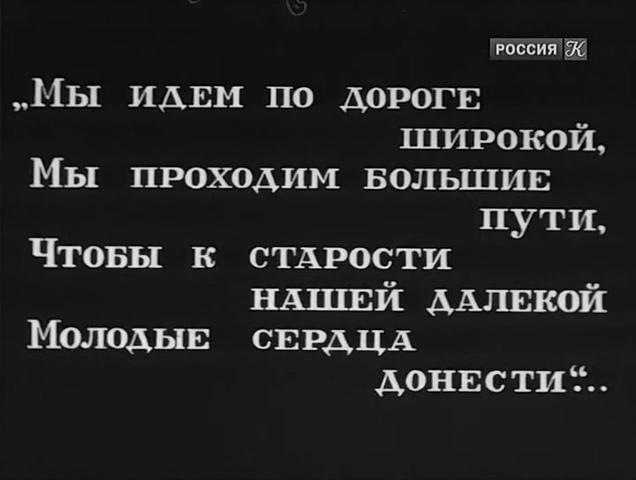 РОССИЯ К
„Мы идем по дороге
широкой,
Мы проходим большие
пути,
Чтобы к старости
нашей далекой
Молодые сердца
донести“...